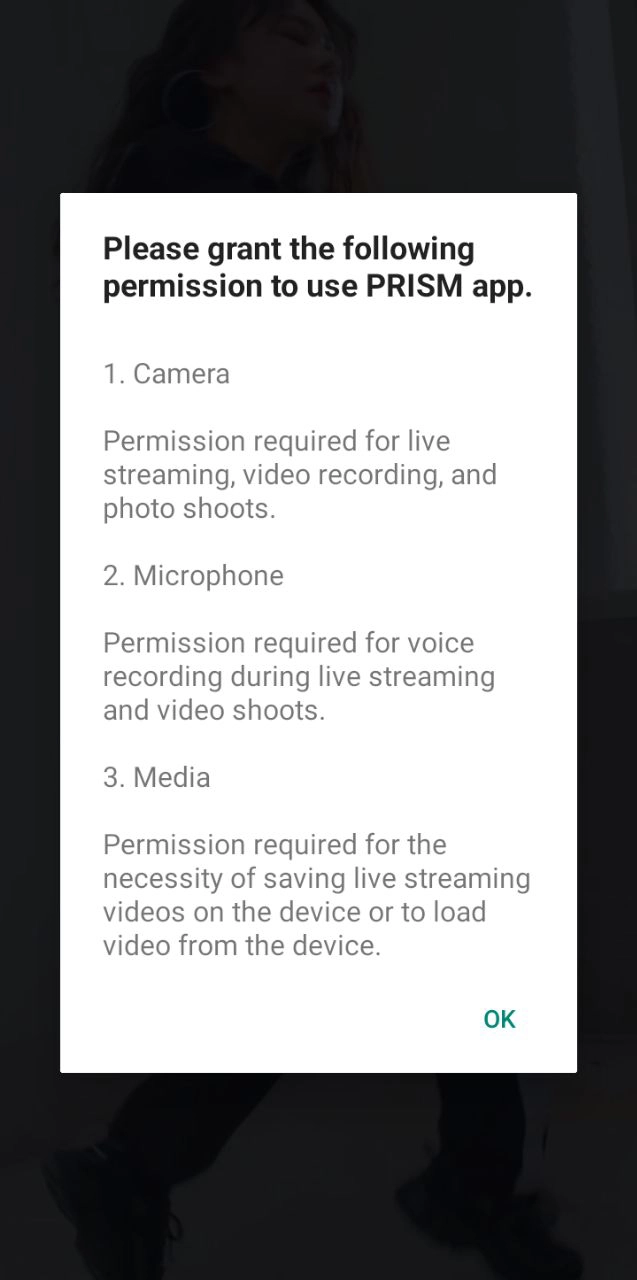 Please grant the following
permission to use PRISM app.
1. Camera
Permission required for live
streaming, video recording, and
photo shoots.
2. Microphone
Permission required for voice
recording during live streaming
and video shoots.
3. Media
Permission required for the
necessity of saving live streaming
videos on the device or to load
video from the device.
OK